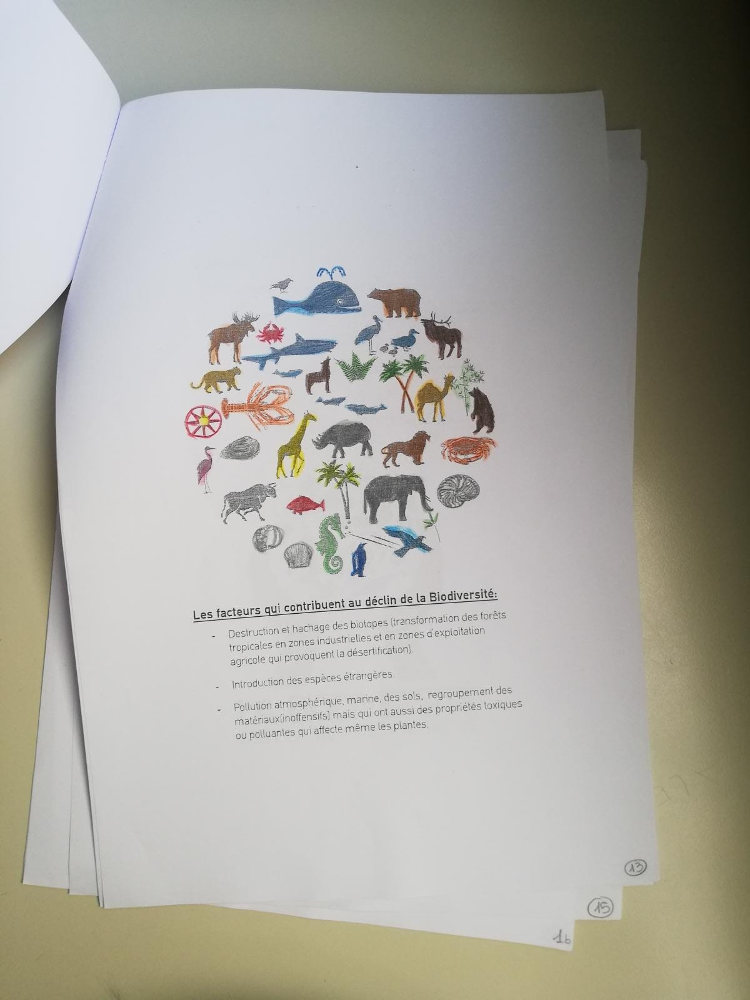 Les facteurs qui contribuent au déclin de la Biodiversité:
- Destruction et hachage des biotopes (transformation des forêts
tropicales en zones industrielles et en zones d'exploitation
agricole qui provoquent la désertification).
- Introduction des espèces étrangères.
- Pollution atmosphérique, marine, des sols, regroupement des
matériaux(inoffensifs) mais qui ont aussi des propriétés toxiques
ou polluantes qui affecte même les plantes.
13
15
16